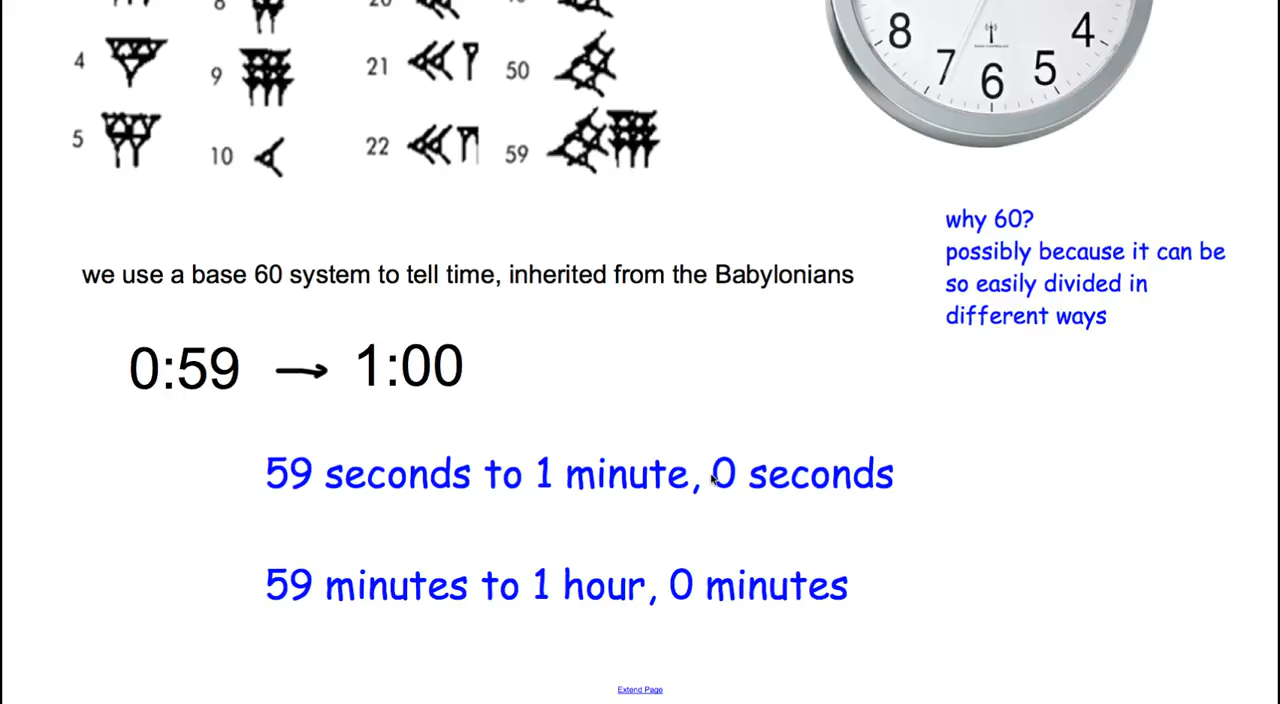 8
20
4
9
21
50
5
10
22
59
8
7
6
5
4
why 60?
possibly because it can be
so easily divided in
different ways
we use a base 60 system to tell time, inherited from the Babylonians
0:59 → 1:00
59 seconds to 1 minute, 0 seconds
59 minutes to 1 hour, 0 minutes
Extend Page